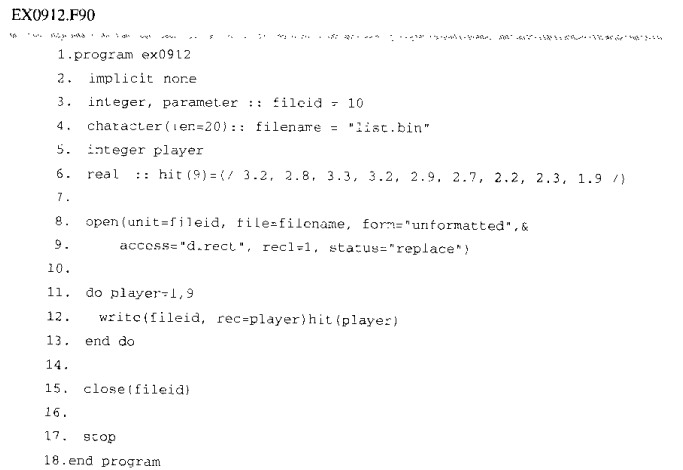 EX0912.F90
1.program ex0912
2. implicit none
3. integer, parameter :: fileid = 10
4. character(len=20):: filename = "list.bin"
5. integer player
6. real :: hit(9)=(/ 3.2, 2.8, 3.3, 3.2, 2.9, 2.7, 2.2, 2.3, 1.9 /)
7.
8. open(unit=fileid, file=filename, form="unformatted",&
9. access="direct", recl=1, status="replace")
10.
11. do player=1,9
12. write(fileid, rec=player)hit(player)
13. end do
14.
15. close(fileid)
16.
17. stop
18.end program